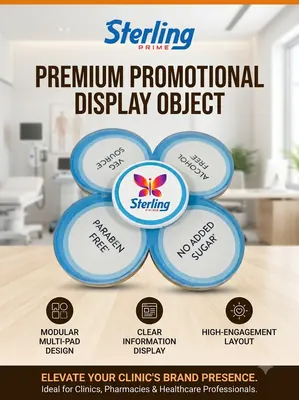 Sterling
PRIME
PREMIUM PROMOTIONAL
DISPLAY OBJECT
VEG
SOURCE
ALCOHOL
FREE
Sterling
PRIME
PARABEN
FREE
NO ADDED
SUGAR
MODULAR
MULTI-PAD
DESIGN
CLEAR
INFORMATION
DISPLAY
HIGH-ENGAGEMENT
LAYOUT
ELEVATE YOUR CLINIC'S BRAND PRESENCE.
Ideal for Clinics, Pharmacies & Healthcare Professionals.